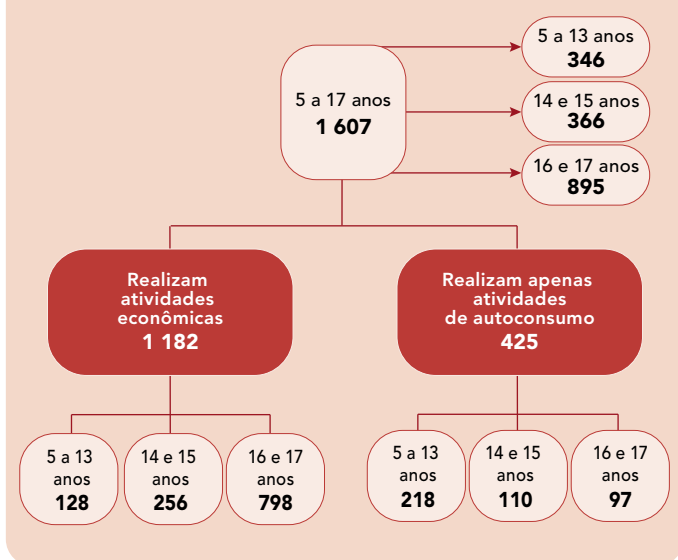 5 a 17 anos
1 607
5 a 13 anos
346
14 e 15 anos
366
16 e 17 anos
895
Realizam
atividades
econômicas
1 182
Realizam apenas
atividades
de autoconsumo
425
5 a 13
anos
128
14 e 15
anos
256
16 e 17
anos
798
5 a 13
anos
218
14 e 15
anos
110
16 e 17
anos
97